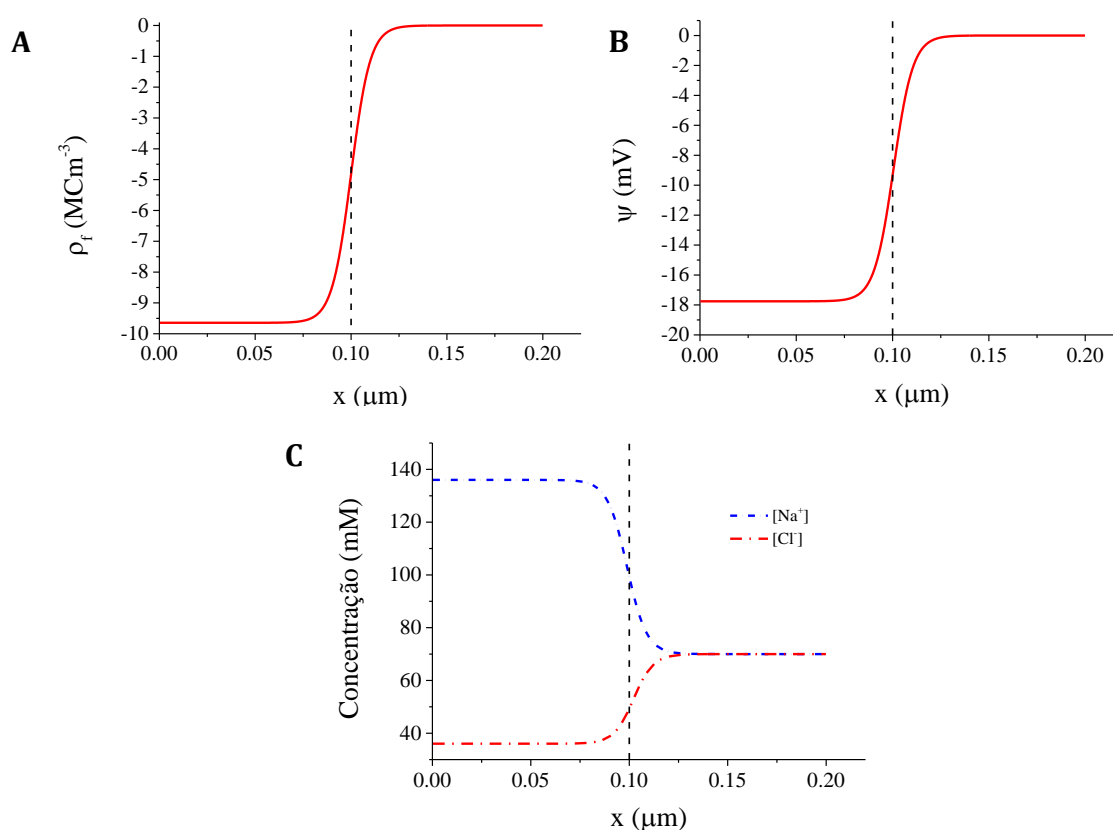 A
ρf (MCm-3)
0
-1
-2
-3
-4
-5
-6
-7
-8
-9
-10
0.00 0.05 0.10 0.15 0.20
x (μm)
B
ψ (mV)
0
-2
-4
-6
-8
-10
-12
-14
-16
-18
-20
0.00 0.05 0.10 0.15 0.20
x (μm)
C
Concentração (mM)
140
120
100
80
60
40
[Na+]
[Cl-]
0.00 0.05 0.10 0.15 0.20
x (μm)